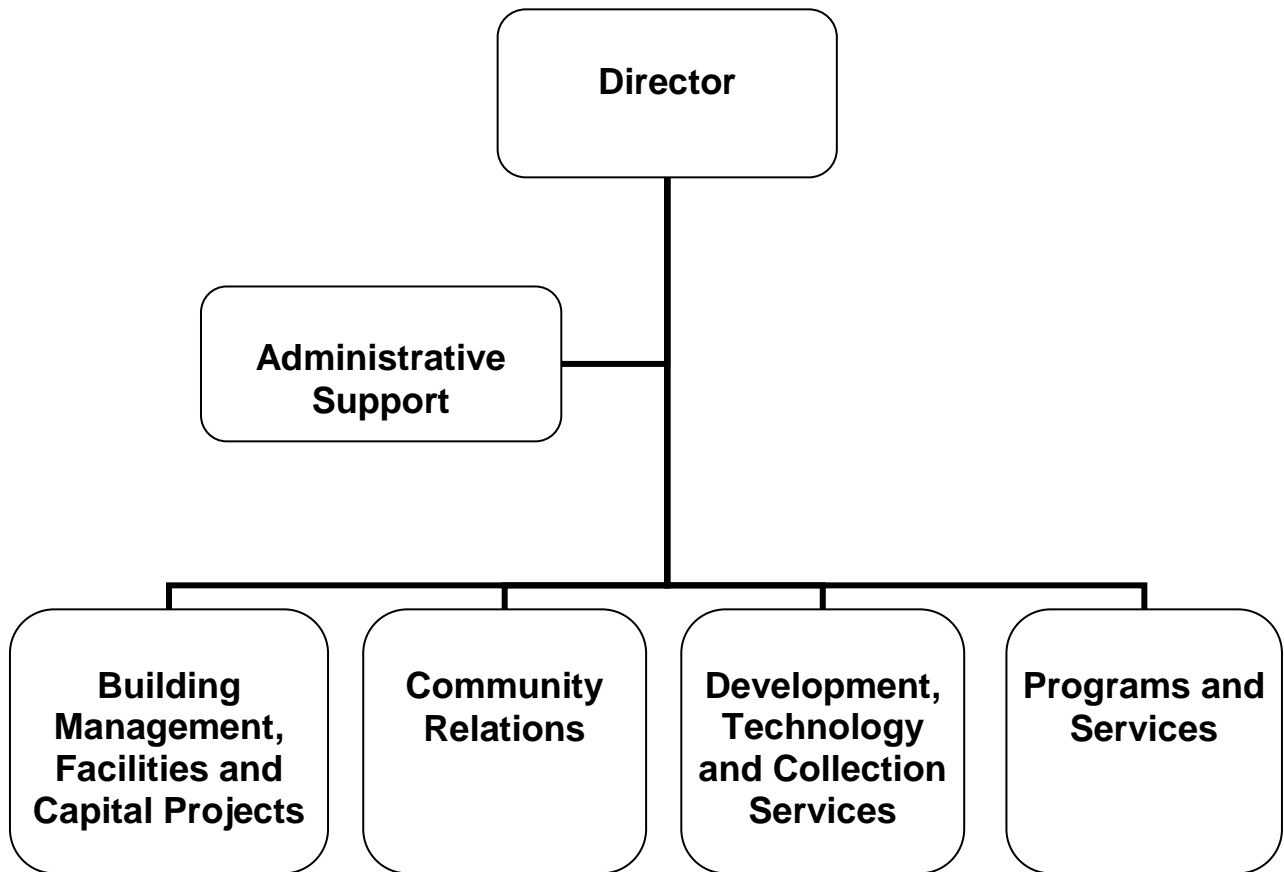 Director
Administrative
Support
Building
Management,
Facilities and
Capital Projects
Community
Relations
Development,
Technology
and Collection
Services
Programs and
Services